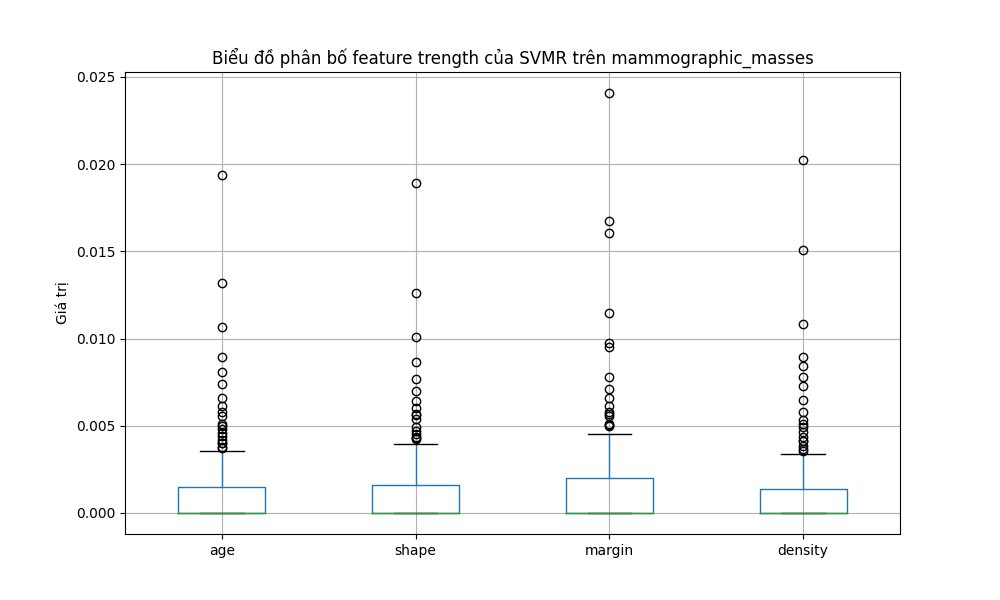 Biểu đồ phân bố feature trength của SVMR trên mammographic_masses
0.025
0.020
0.015
0.010
0.005
0.000
Giá trị
age shape margin density